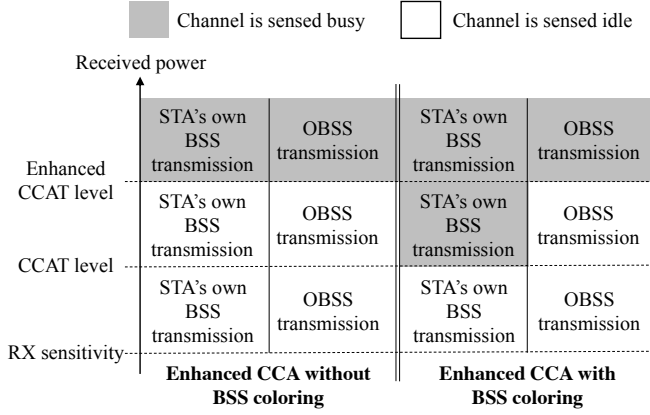 Channel is sensed busy
Channel is sensed idle
Received power
STA's own
BSS
transmission
OBSS
transmission
STA's own
BSS
transmission
OBSS
transmission
Enhanced
CCAT level
STA's own
BSS
transmission
OBSS
transmission
STA's own
BSS
transmission
OBSS
transmission
CCAT level
STA's own
BSS
transmission
OBSS
transmission
STA's own
BSS
transmission
OBSS
transmission
RX sensitivity
Enhanced CCA without
BSS coloring
Enhanced CCA with
BSS coloring